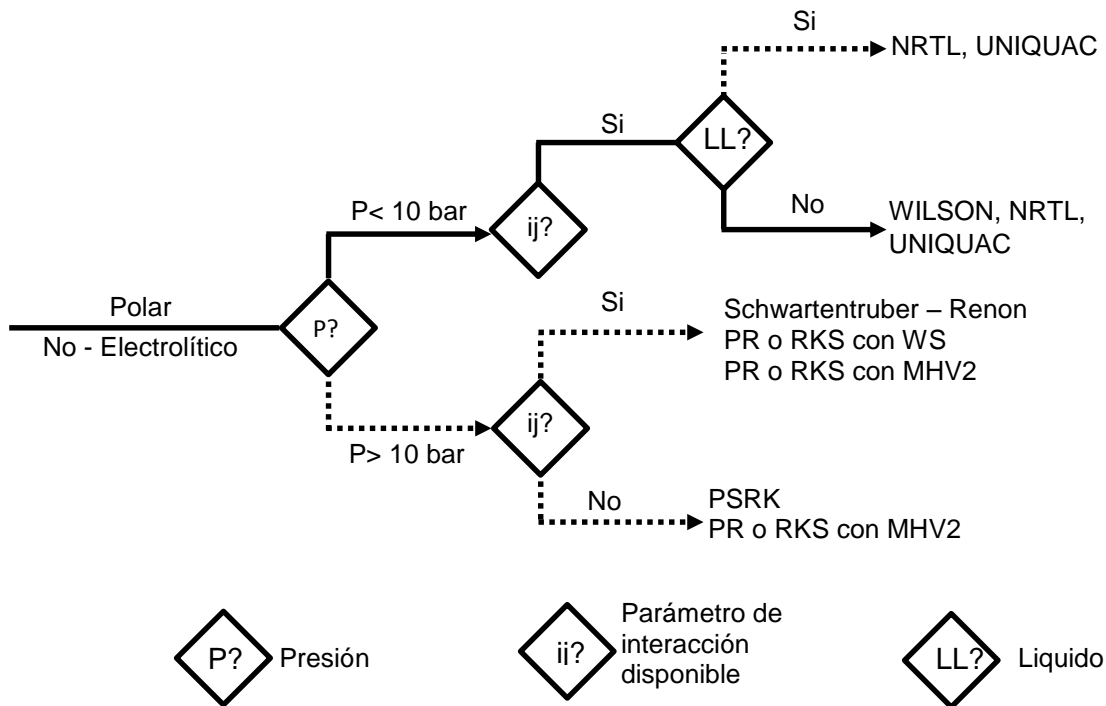 Si
NRTL, UNIQUAC
Si
LL?
P< 10 bar
ij?
No
WILSON, NRTL,
UNIQUAC
Polar
No - Electrolítico
P?
Si
Schwartentruber – Renon
PR o RKS con WS
PR o RKS con MHV2
ij?
P> 10 bar
No
PSRK
PR o RKS con MHV2
P?
Presión
ii?
Parámetro de
interacción
disponible
LL?
Liquido